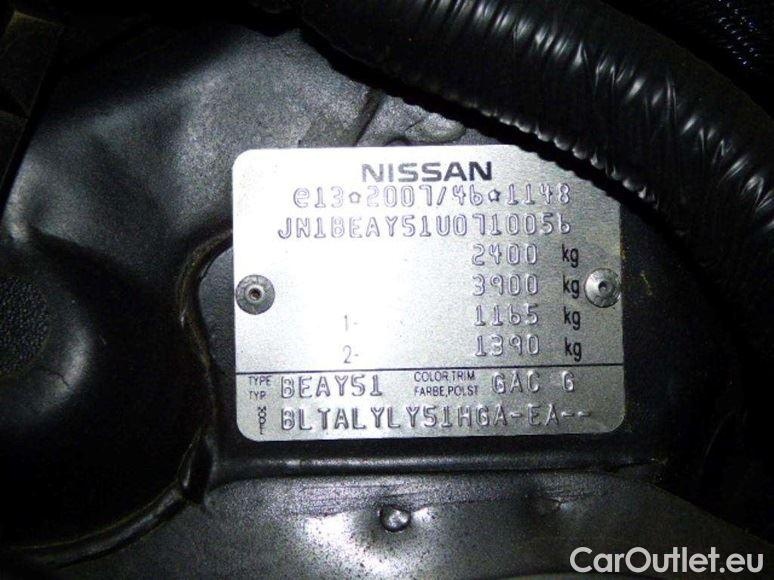 NISSAN
e13*2007/46*1148
JN1BEAY51U0710056
2400 kg
3900 kg
1- 1165 kg
2- 1390 kg
TYPE TYP BEAY51 COLOR,TRIM FARBE,POLST GAC G
MODEL BLTALYLY51HGA-EA--
CarOutlet.eu